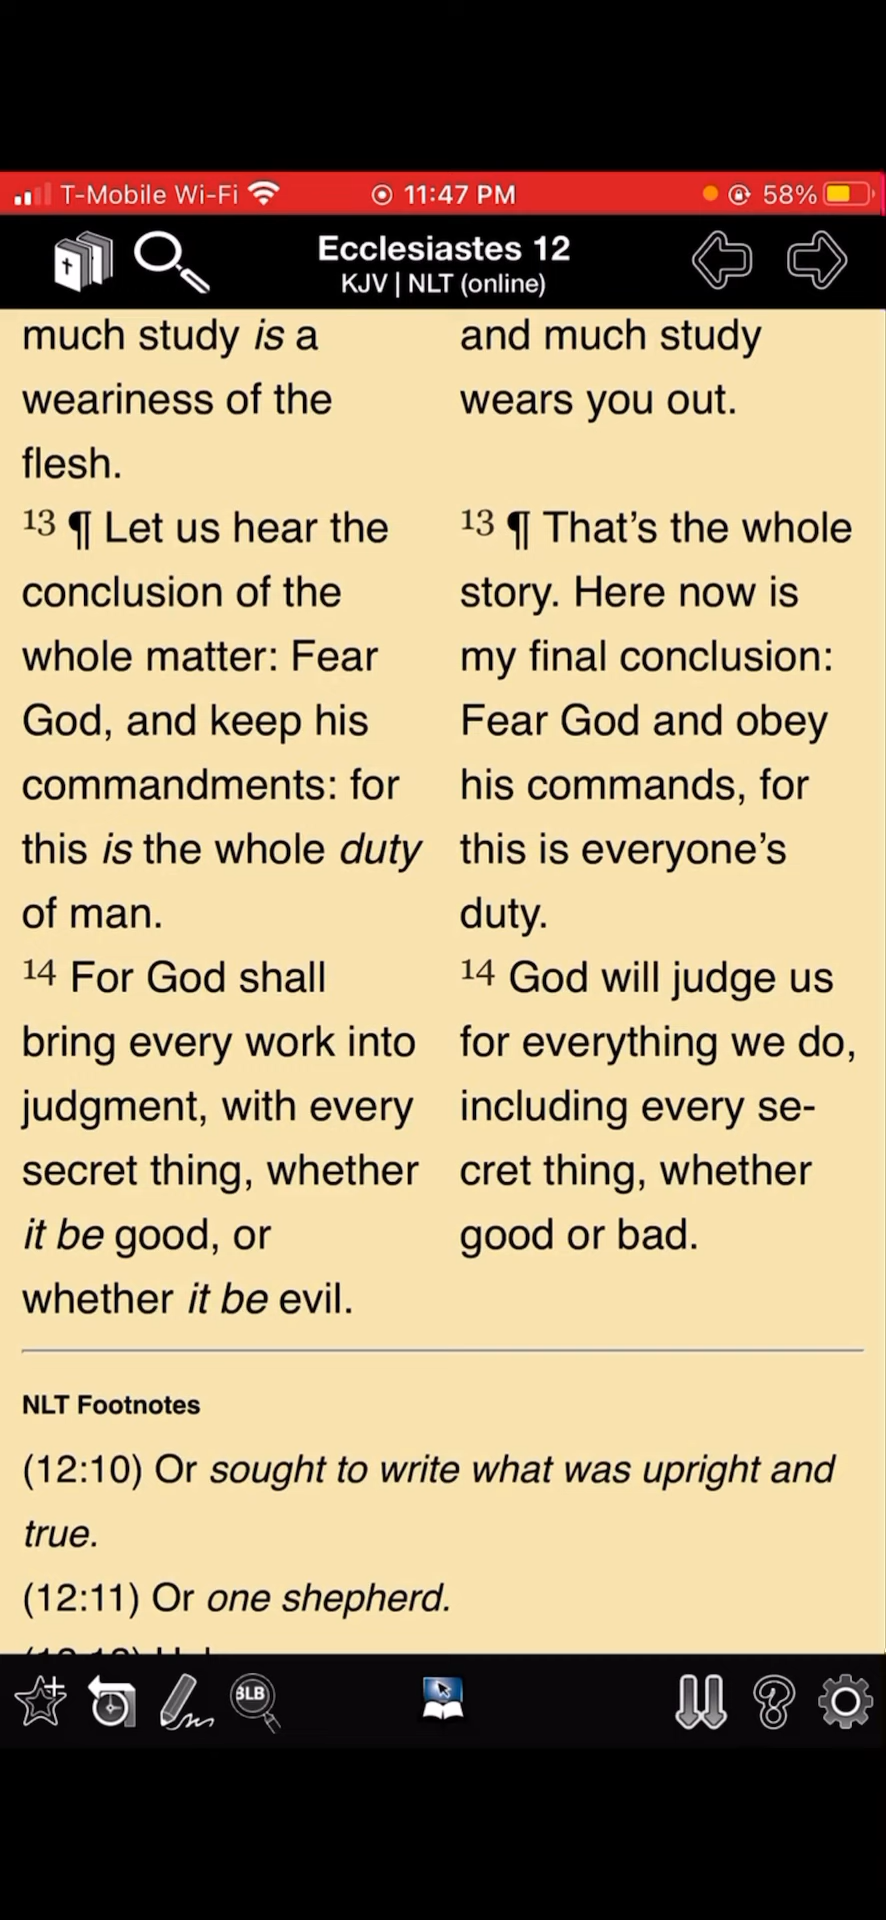 T-Mobile Wi-Fi 11:47 PM 58%
Ecclesiastes 12
KJV | NLT (online)
much study is a
weariness of the
flesh.
13 ¶ Let us hear the
conclusion of the
whole matter: Fear
God, and keep his
commandments: for
this is the whole duty
of man.
14 For God shall
bring every work into
judgment, with every
secret thing, whether
it be good, or
whether it be evil.
and much study
wears you out.
13 ¶ That’s the whole
story. Here now is
my final conclusion:
Fear God and obey
his commands, for
this is everyone’s
duty.
14 God will judge us
for everything we do,
including every se-
cret thing, whether
good or bad.
NLT Footnotes
(12:10) Or sought to write what was upright and
true.
(12:11) Or one shepherd.
BLB